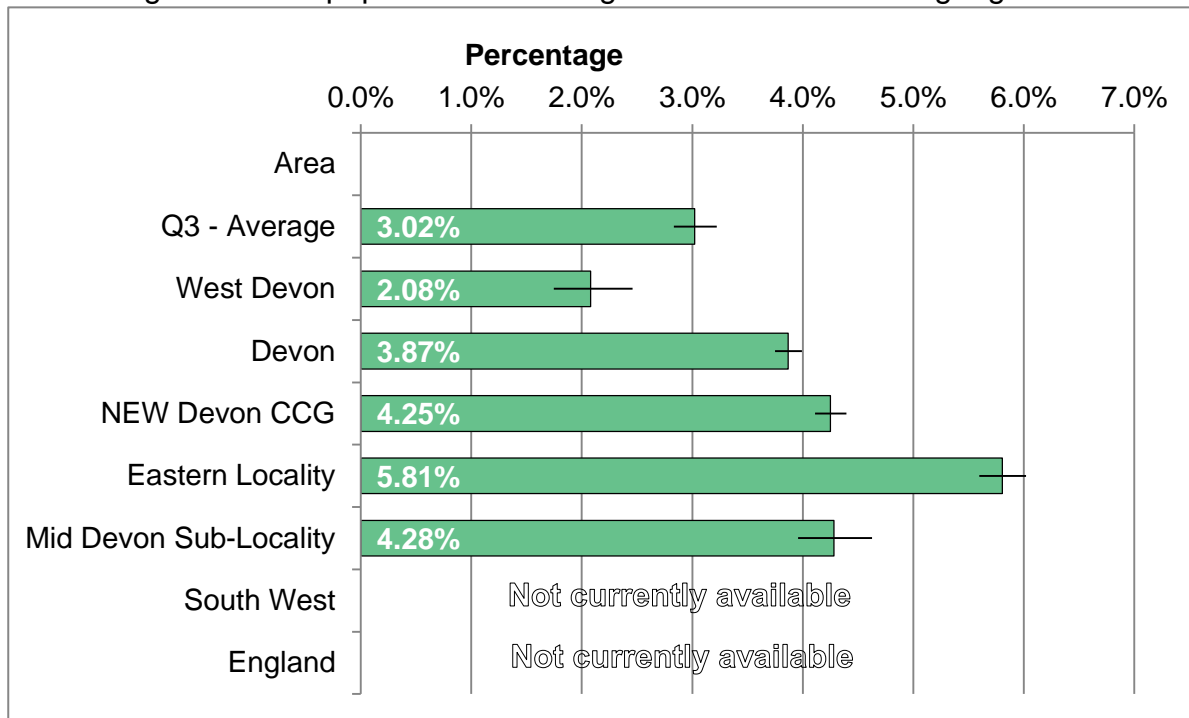 Percentage
0.0% 1.0% 2.0% 3.0% 4.0% 5.0% 6.0% 7.0%
Area
Q3 - Average 3.02%
West Devon 2.08%
Devon 3.87%
NEW Devon CCG 4.25%
Eastern Locality 5.81%
Mid Devon Sub-Locality 4.28%
South West Not currently available
England Not currently available